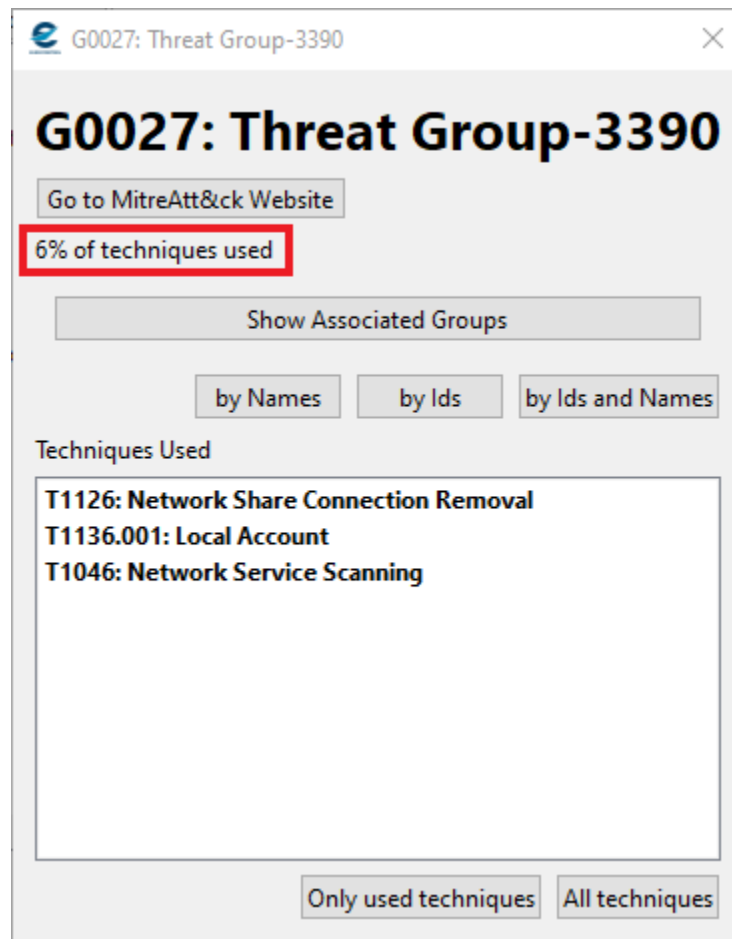 G0027: Threat Group-3390
G0027: Threat Group-3390
Go to MitreAtt&ck Website
6% of techniques used
Show Associated Groups
by Names by Ids by Ids and Names
Techniques Used
T1126: Network Share Connection Removal
T1136.001: Local Account
T1046: Network Service Scanning
Only used techniques All techniques